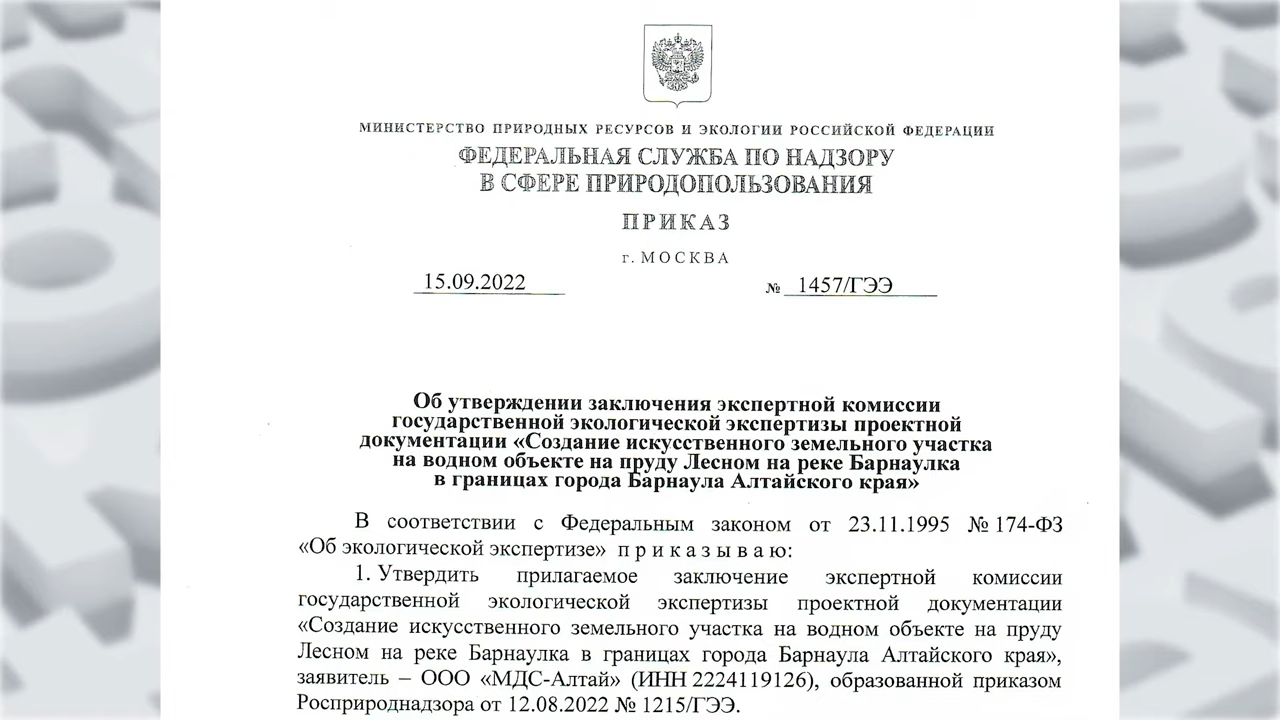 МИНИСТЕРСТВО ПРИРОДНЫХ РЕСУРСОВ И ЭКОЛОГИИ РОССИЙСКОЙ ФЕДЕРАЦИИ
ФЕДЕРАЛЬНАЯ СЛУЖБА ПО НАДЗОРУ
В СФЕРЕ ПРИРОДОПОЛЬЗОВАНИЯ
ПРИКАЗ
г. МОСКВА
15.09.2022 № 1457/ГЭЭ
Об утверждении заключения экспертной комиссии
государственной экологической экспертизы проектной
документации «Создание искусственного земельного участка
на водном объекте на пруду Лесном на реке Барнаулка
в границах города Барнаула Алтайского края»
В соответствии с Федеральным законом от 23.11.1995 № 174-ФЗ
«Об экологической экспертизе» п р и к а з ы в а ю:
1. Утвердить прилагаемое заключение экспертной комиссии
государственной экологической экспертизы проектной документации
«Создание искусственного земельного участка на водном объекте на пруду
Лесном на реке Барнаулка в границах города Барнаула Алтайского края»,
заявитель – ООО «МДС-Алтай» (ИНН 2224119126), образованной приказом
Росприроднадзора от 12.08.2022 № 1215/ГЭЭ.